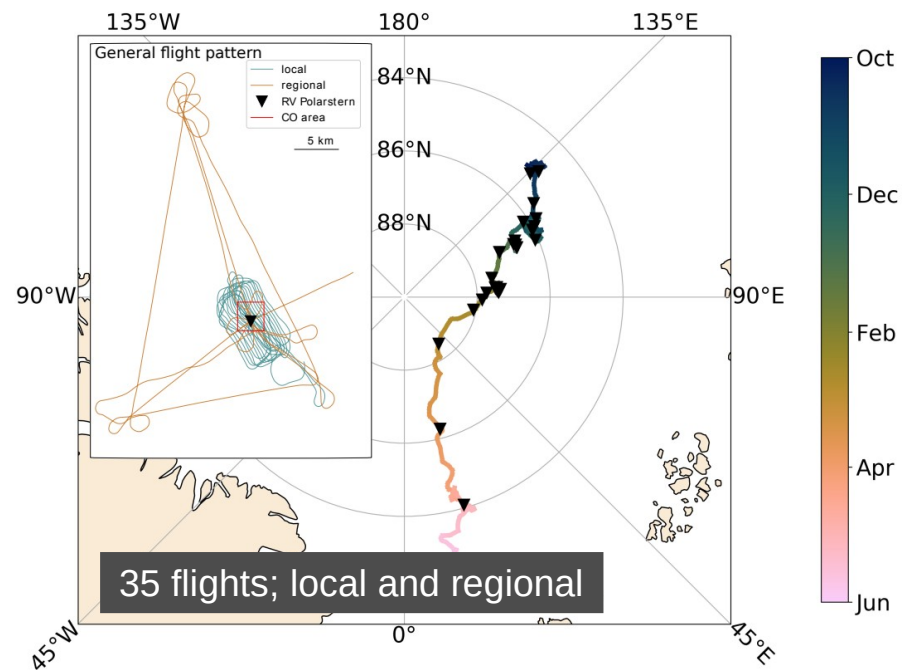 135°W
180°
135°E
General flight pattern
local
regional
RV Polarstern
CO area
5 km
84°N
86°N
88°N
90°W
90°E
45°W
0°
45°E
Oct
Dec
Feb
Apr
Jun
35 flights; local and regional